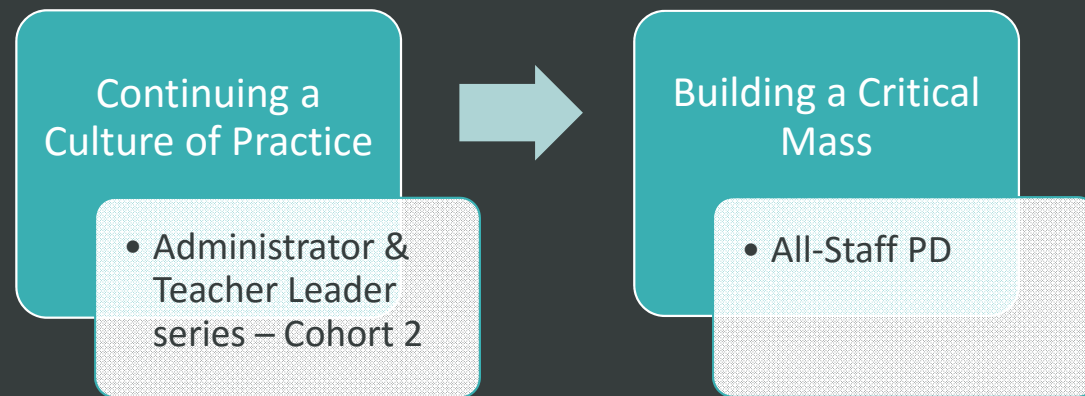 Continuing a
Culture of Practice
• Administrator &
Teacher Leader
series – Cohort 2
Building a Critical
Mass
• All-Staff PD